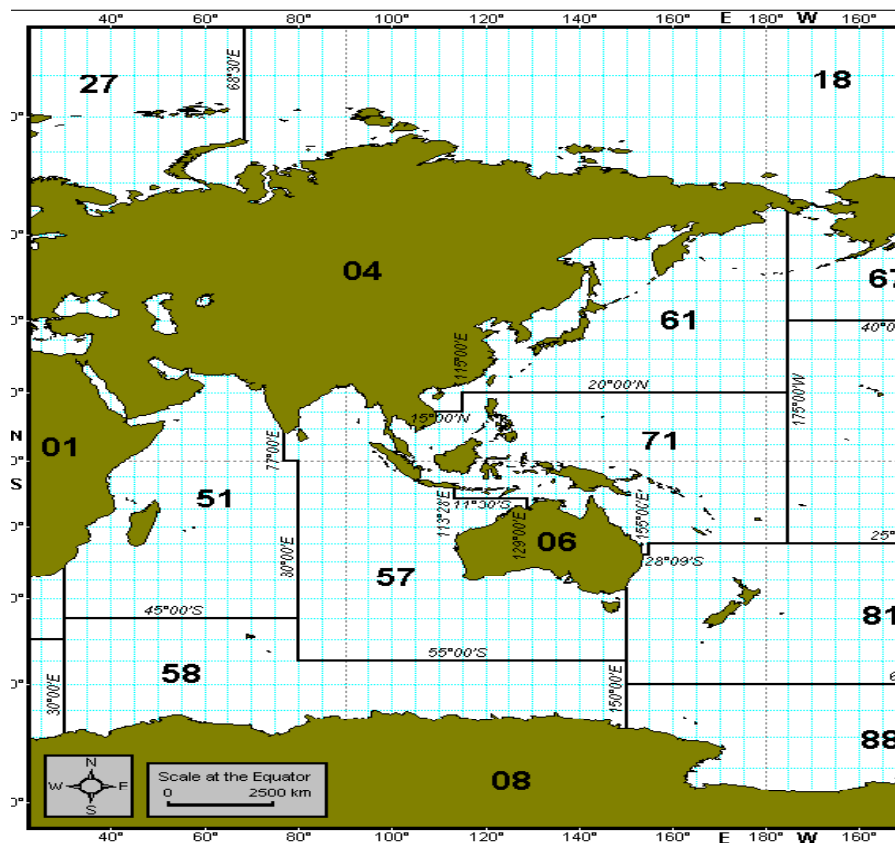 40° 60° 80° 100° 120° 140° 160° E 180° W 160°
27
68°30'E
18
04
67
61
40°0
115°00'E
20°00'N
175°00'W
15°00'N
N
01
77°00'E
71
S
51
11°30'S
113°28'E
129°00'E
155°00'E
06
25°
30°00'E
28°09'S
57
45°00'S
81
55°00'S
58
30°00'E
150°00'E
6
88
N
W E
S
Scale at the Equator
0 2500 km
08
40° 60° 80° 100° 120° 140° 160° E 180° W 160°